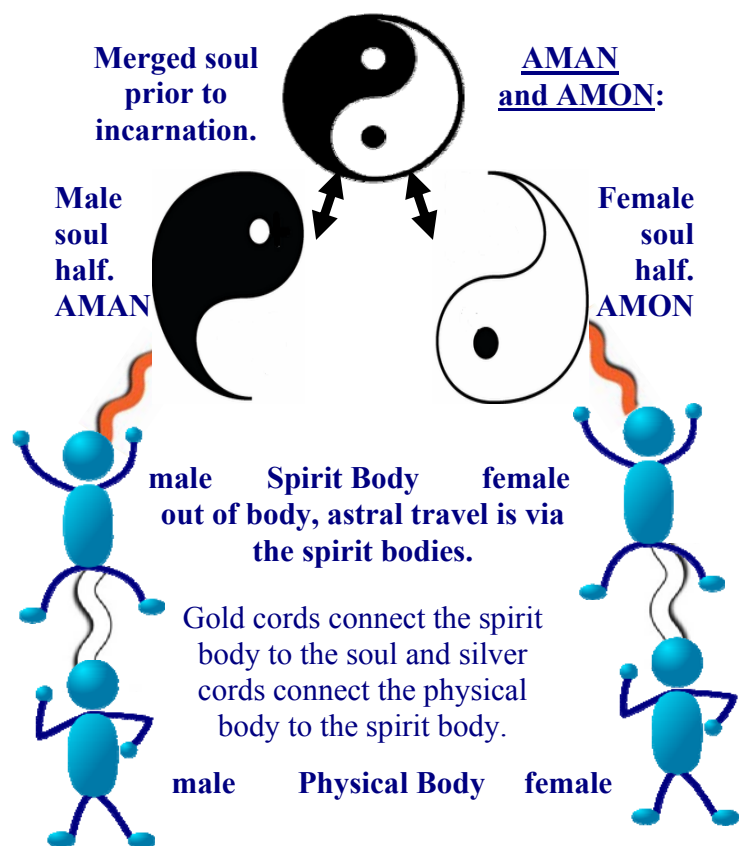 Merged soul
prior to
incarnation.
AMAN
and AMON:
Male
soul
half.
AMAN
Female
soul
half.
AMON
male Spirit Body female
out of body, astral travel is via
the spirit bodies.
Gold cords connect the spirit
body to the soul and silver
cords connect the physical
body to the spirit body.
male Physical Body female